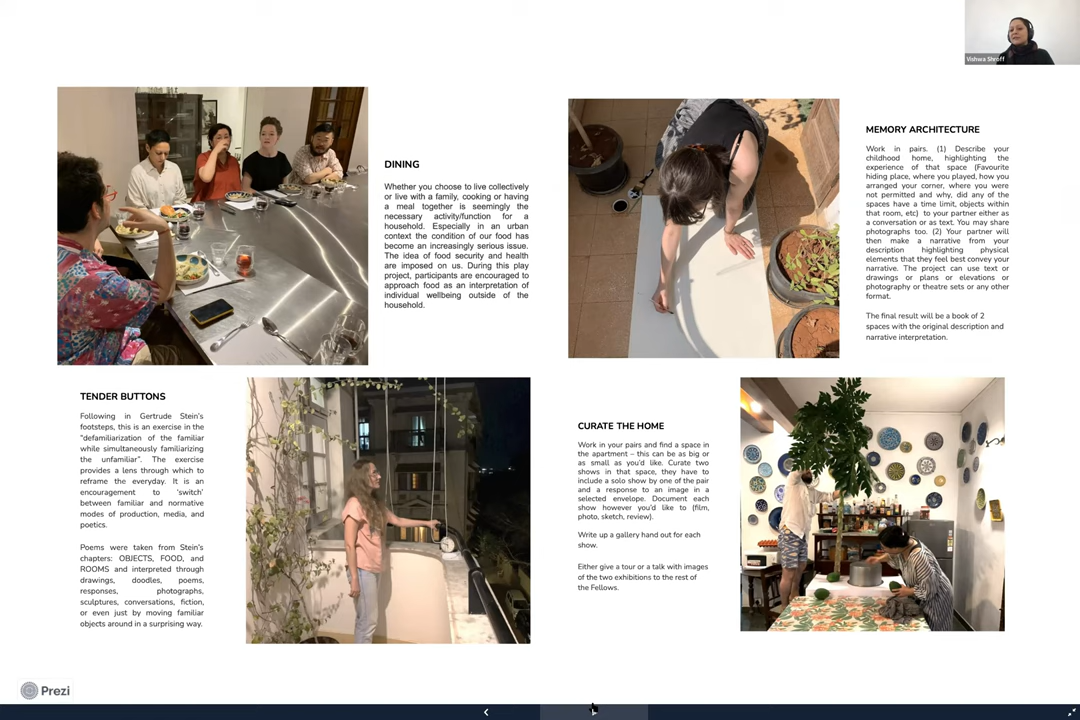 Vishwa Shroff
DINING
Whether you choose to live collectively
or live with a family, cooking or having
a meal together is seemingly the
necessary activity/function for a
household. Especially in an urban
context the condition of our food has
become an increasingly serious issue.
The idea of food security and health
are imposed on us. During this play
project, participants are encouraged to
approach food as an interpretation of
individual wellbeing outside of the
household.
MEMORY ARCHITECTURE
Work in pairs. (1) Describe your
childhood home, highlighting the
experience of that space (Favourite
hiding place, where you played, how you
arranged your corner, where you were
not permitted and why, did any of the
spaces have a time limit, objects within
that room, etc) to your partner either as
a conversation or as text. You may share
photographs too. (2) Your partner will
then make a narrative from your
description highlighting physical
elements that they feel best convey your
narrative. The project can use text or
drawings or plans or elevations or
photography or theatre sets or any other
format.
The final result will be a book of 2
spaces with the original description and
narrative interpretation.
TENDER BUTTONS
Following in Gertrude Stein's
footsteps, this is an exercise in the
"defamiliarization of the familiar
while simultaneously familiarizing
the unfamiliar". The exercise
provides a lens through which to
reframe the everyday. It is an
encouragement to 'switch'
between familiar and normative
modes of production, media, and
poetics.
Poems were taken from Stein's
chapters: OBJECTS, FOOD, and
ROOMS and interpreted through
drawings, doodles, poems,
responses, photographs,
sculptures, conversations, fiction,
or even just by moving familiar
objects around in a surprising way.
CURATE THE HOME
Work in your pairs and find a space in
the apartment – this can be as big or
as small as you'd like. Curate two
shows in that space, they have to
include a solo show by one of the pair
and a response to an image in a
selected envelope. Document each
show however you'd like to (film,
photo, sketch, review).
Write up a gallery hand out for each
show.
Either give a tour or a talk with images
of the two exhibitions to the rest of
the Fellows.
Prezi